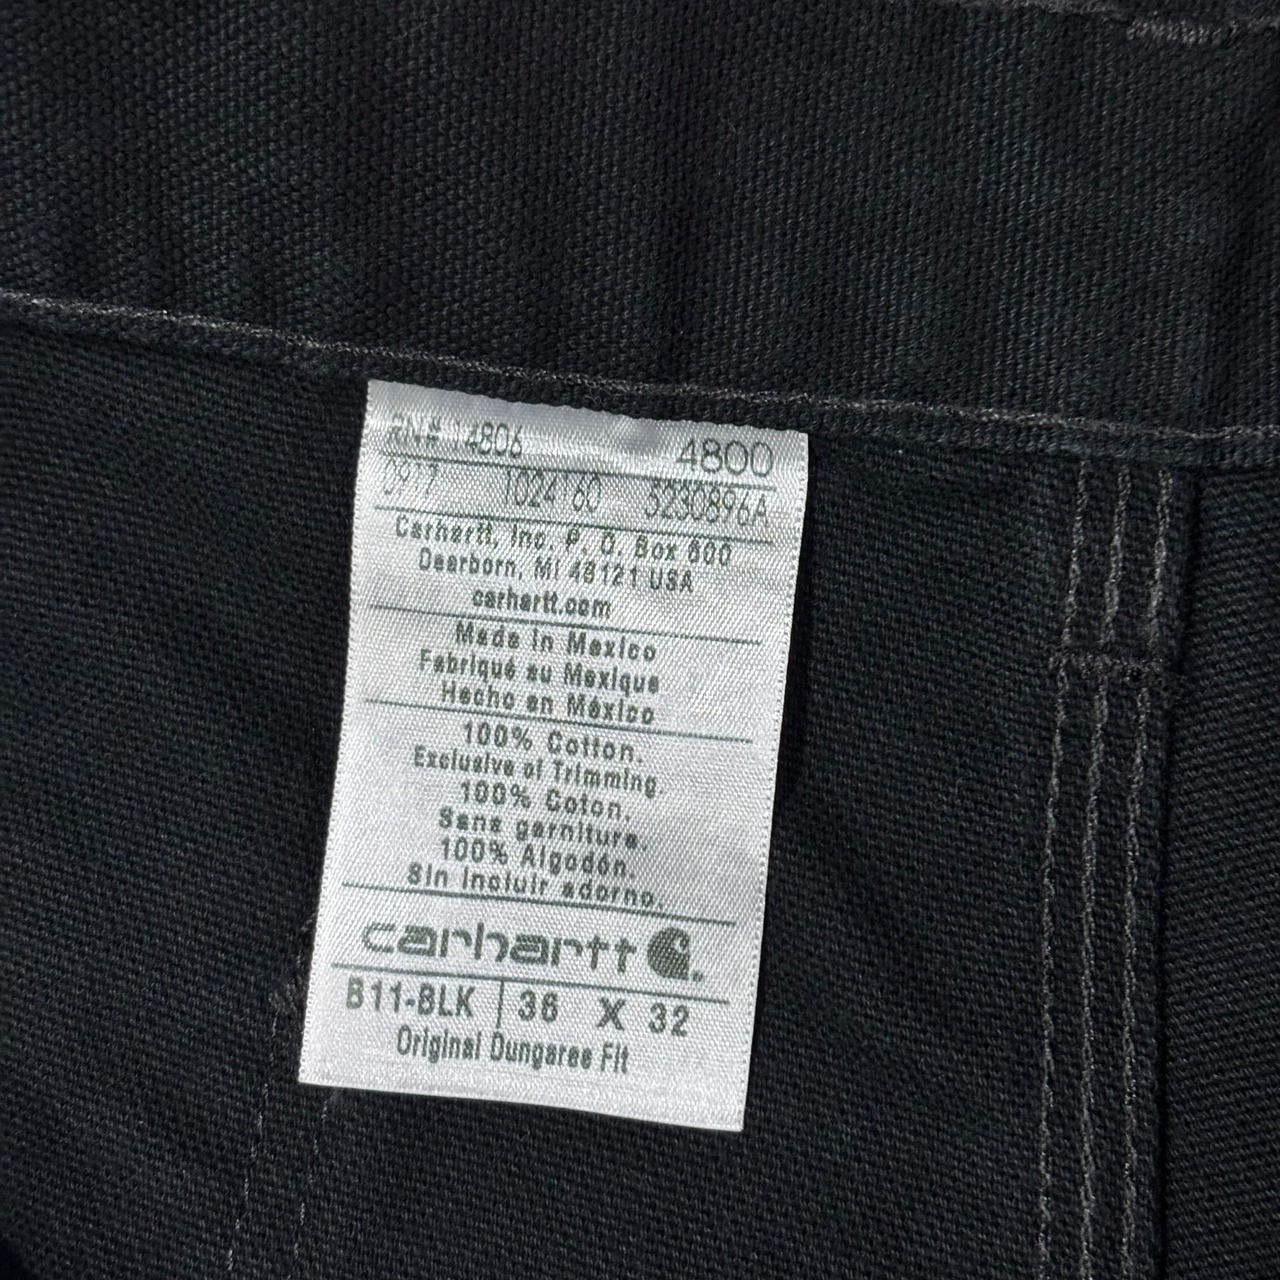 RN# 14806 4800
0917 1024160 5230896A
Carhartt, Inc. P. O. Box 600
Dearborn, MI 48121 USA
carhartt.com
Made in Mexico
Fabriqué au Mexique
Hecho en México
100% Cotton.
Exclusive of Trimming.
100% Coton.
Sans garniture.
100% Algodón.
Sin incluir adorno.
carhartt
B11-BLK 36 X 32
Original Dungaree Fit